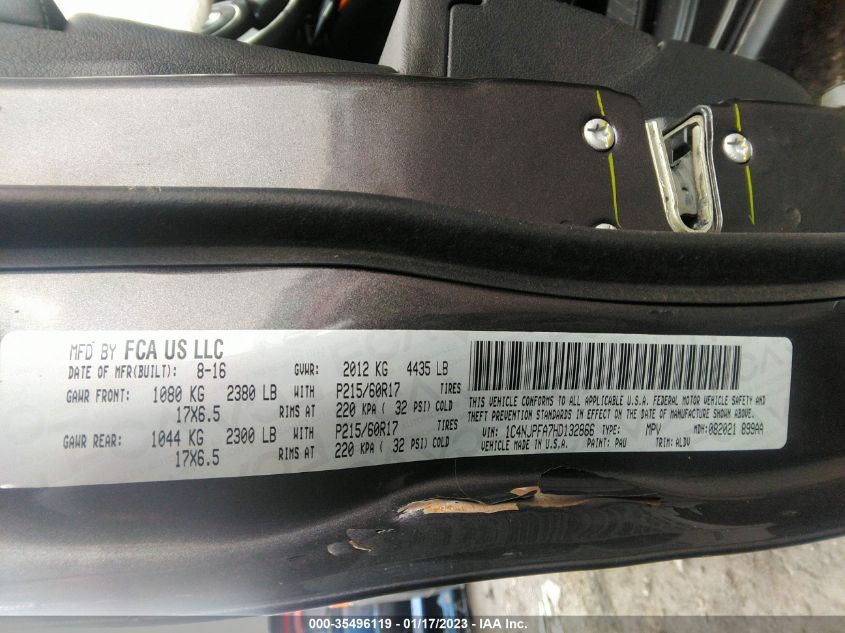 MFD BY FCA US LLC
DATE OF MFR(BUILT): 8-16 GVWR: 2012 KG 4435 LB
GAWR FRONT: 1080 KG 2380 LB WITH P215/60R17 TIRES
17X6.5 RIMS AT 220 KPA ( 32 PSI) COLD
GAWR REAR: 1044 KG 2300 LB WITH P215/60R17 TIRES
17X6.5 RIMS AT 220 KPA ( 32 PSI) COLD
THIS VEHICLE CONFORMS TO ALL APPLICABLE U.S.A. FEDERAL MOTOR VEHICLE SAFETY AND
THEFT PREVENTION STANDARDS IN EFFECT ON THE DATE OF MANUFACTURE SHOWN ABOVE.
VIN: 1C4NJPFA7HD132866 TYPE: MPV MDH: 082021 899AA
VEHICLE MADE IN U.S.A. PAINT: PAU TRIM: ALDV
000-35496119 - 01/17/2023 - IAA Inc.